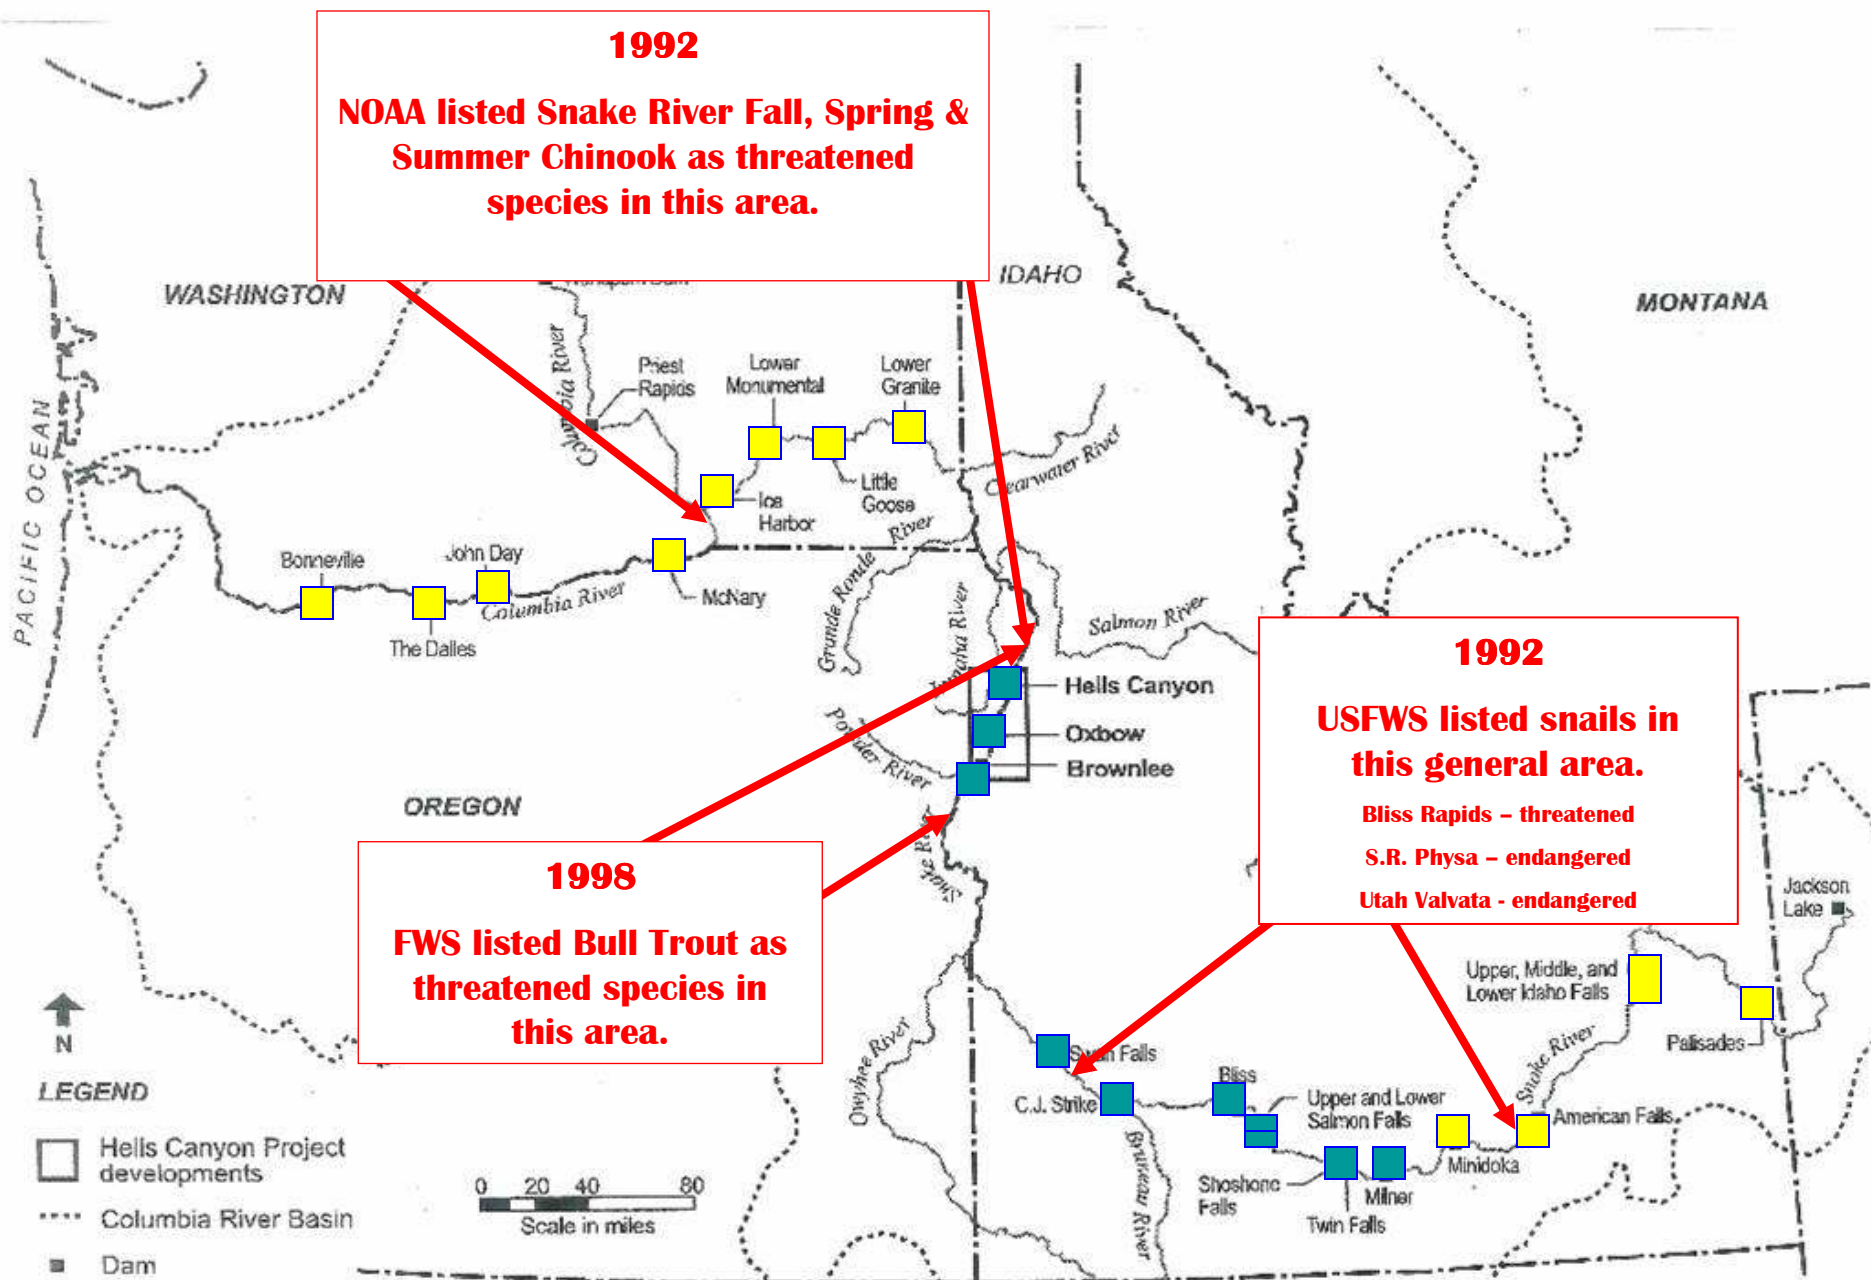 1992
NOAA listed Snake River Fall, Spring &
Summer Chinook as threatened
species in this area.
WASHINGTON
IDAHO
MONTANA
Columbia River
Priest
Rapids
Lower
Monumental
Lower
Granite
PACIFIC OCEAN
Clearwater River
Little
Goose
Ice
Harbor
Bonneville
John Day
Columbia River
McNary
The Dalles
Grande Ronde River
Salmon River
Hells Canyon
Oxbow
Brownlee
Powder River
OREGON
Snake River
1992
USFWS listed snails in
this general area.
Bliss Rapids – threatened
S.R. Physa – endangered
Utah Valvata - endangered
1998
FWS listed Bull Trout as
threatened species in
this area.
Jackson
Lake
Upper, Middle, and
Lower Idaho Falls
Palisades
Snake River
American Falls
Owyhee River
Swan Falls
C.J. Strike
Bliss
Upper and Lower
Salmon Falls
Minidoka
Shoshone
Falls
Milner
Twin Falls
Bruneau River
N
LEGEND
Hells Canyon Project
developments
Columbia River Basin
Dam
0 20 40 80
Scale in miles